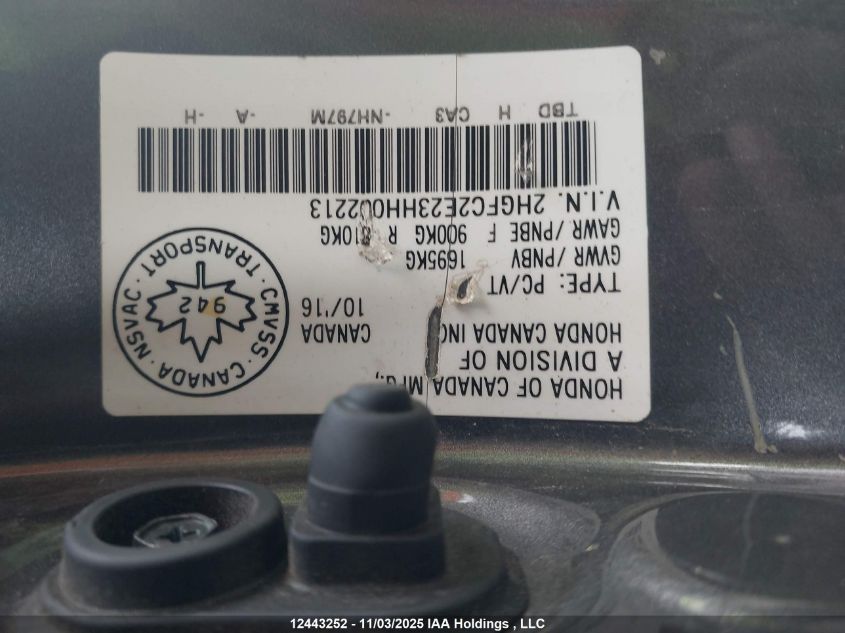 HONDA OF CANADA Mfg.,
A DIVISION OF
HONDA CANADA INC
CANADA
10/'16
TYPE: PC/VT
GVWR / PNBV 1695KG
GAWR / PNBE F 900KG R 810KG
V.I.N. 2HGFC2E23HH002213
TBD H CA3 -NH797M -A -H
CMVSS · CANADA · NSVAC · TRANSPORT ·
942
12443252 - 11/03/2025 IAA Holdings , LLC